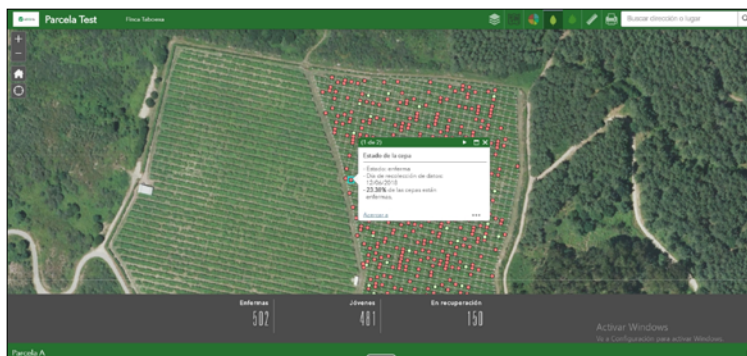 Parcela Test
Finca Taboexa
Buscar dirección o lugar
(1 de 2)
Estado de la cepa
- Estado: enferma
- Día de recolección de datos:
12/06/2018
-23.38% de las cepas están
enfermas.
Acercar a
Enfermas
Jóvenes
En recuperación
502
481
150
Activar Windows
Ve a Configuración para activar Windows.
Parcela A